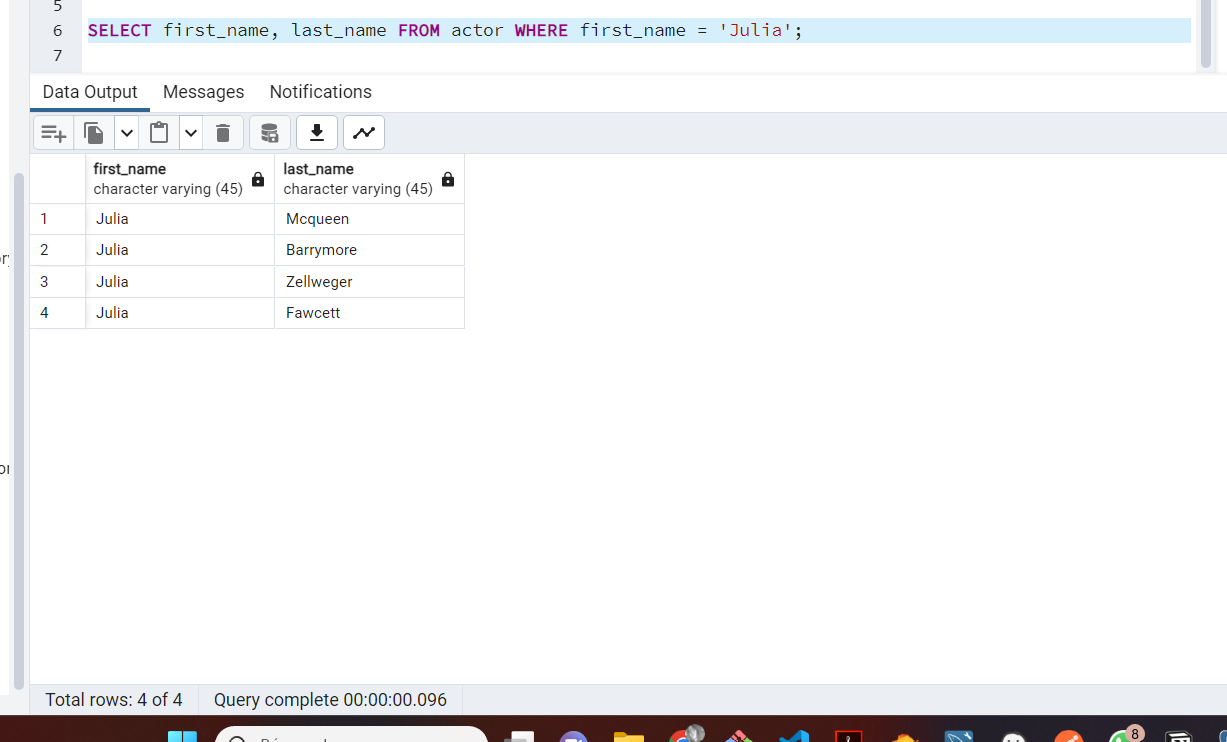 5
6 SELECT first_name, last_name FROM actor WHERE first_name = 'Julia';
7
Data Output Messages Notifications
first_name last_name
character varying (45) character varying (45)
1 Julia Mcqueen
2 Julia Barrymore
3 Julia Zellweger
4 Julia Fawcett
Total rows: 4 of 4 Query complete 00:00:00.096
8